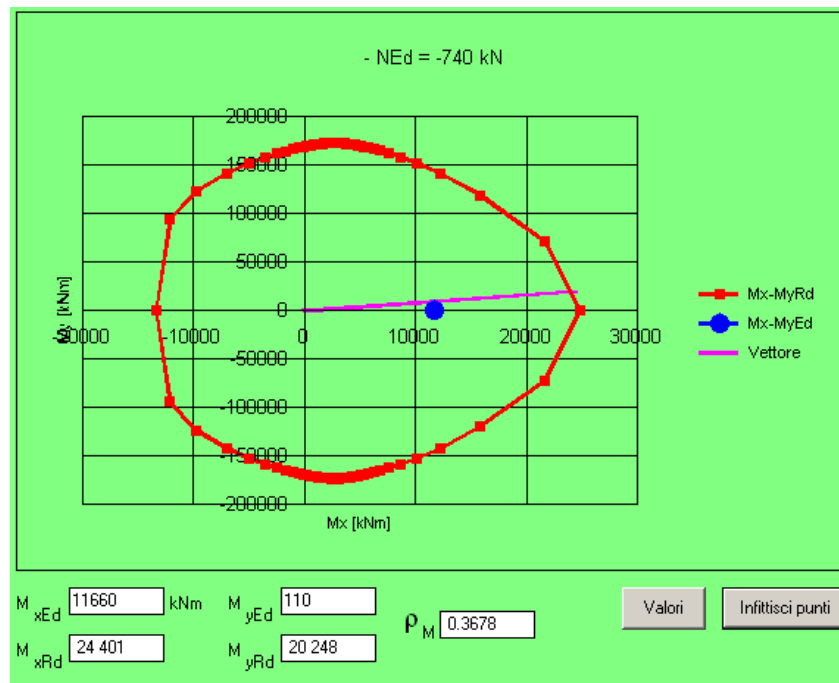 - NEd = -740 kN
200000
150000
100000
50000
0
-50000
-100000
-150000
-200000
-10000 0 10000 20000 30000
Mx [kNm]
Mx-MyRd
Mx-MyEd
Vettore
M xEd 11660 kNm M yEd 110
M xRd 24 401 M yRd 20 248
ρ M 0.3678
Valori Infittisci punti